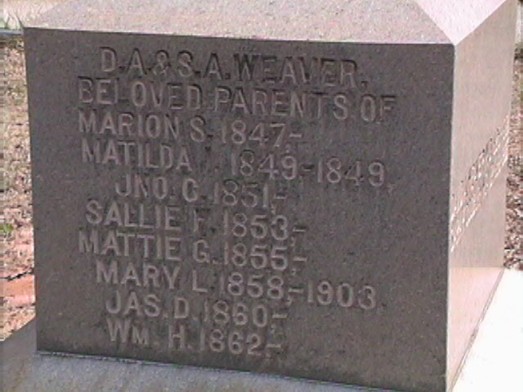 D.A.&S.A. WEAVER.
BELOVED PARENTS OF
MARION S. 1847,-
MATILDA 1849,-1849,
JNO. C. 1851,-
SALLIE F. 1853,-
MATTIE G. 1855,-
MARY L. 1858,-1903
JAS. D. 1860,-
WM. H. 1862,-